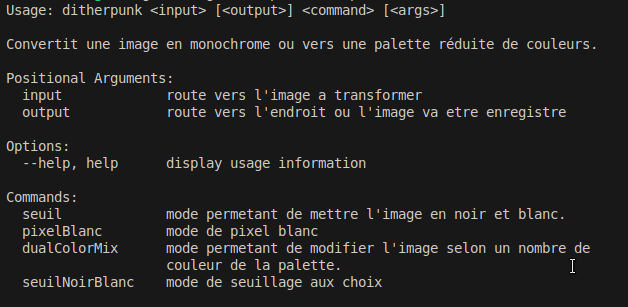 Usage: ditherpunk <input> [<output>] <command> [<args>]
Convertit une image en monochrome ou vers une palette réduite de couleurs.
Positional Arguments:
input route vers l'image a transformer
output route vers l'endroit ou l'image va etre enregistre
Options:
--help, help display usage information
Commands:
seuil mode permetant de mettre l'image en noir et blanc.
pixelBlanc mode de pixel blanc
dualColorMix mode permetant de modifier l'image selon un nombre de
couleur de la palette.
seuilNoirBlanc mode de seuillage aux choix